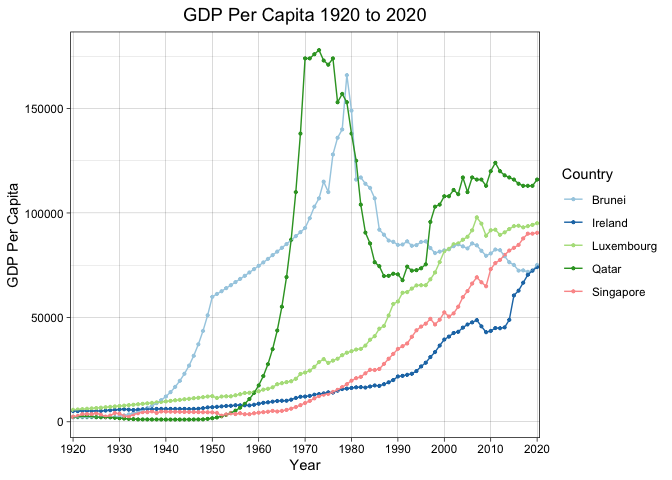 GDP Per Capita 1920 to 2020
GDP Per Capita
150000
100000
50000
0
1920 1930 1940 1950 1960 1970 1980 1990 2000 2010 2020
Year
Country
Brunei
Ireland
Luxembourg
Qatar
Singapore